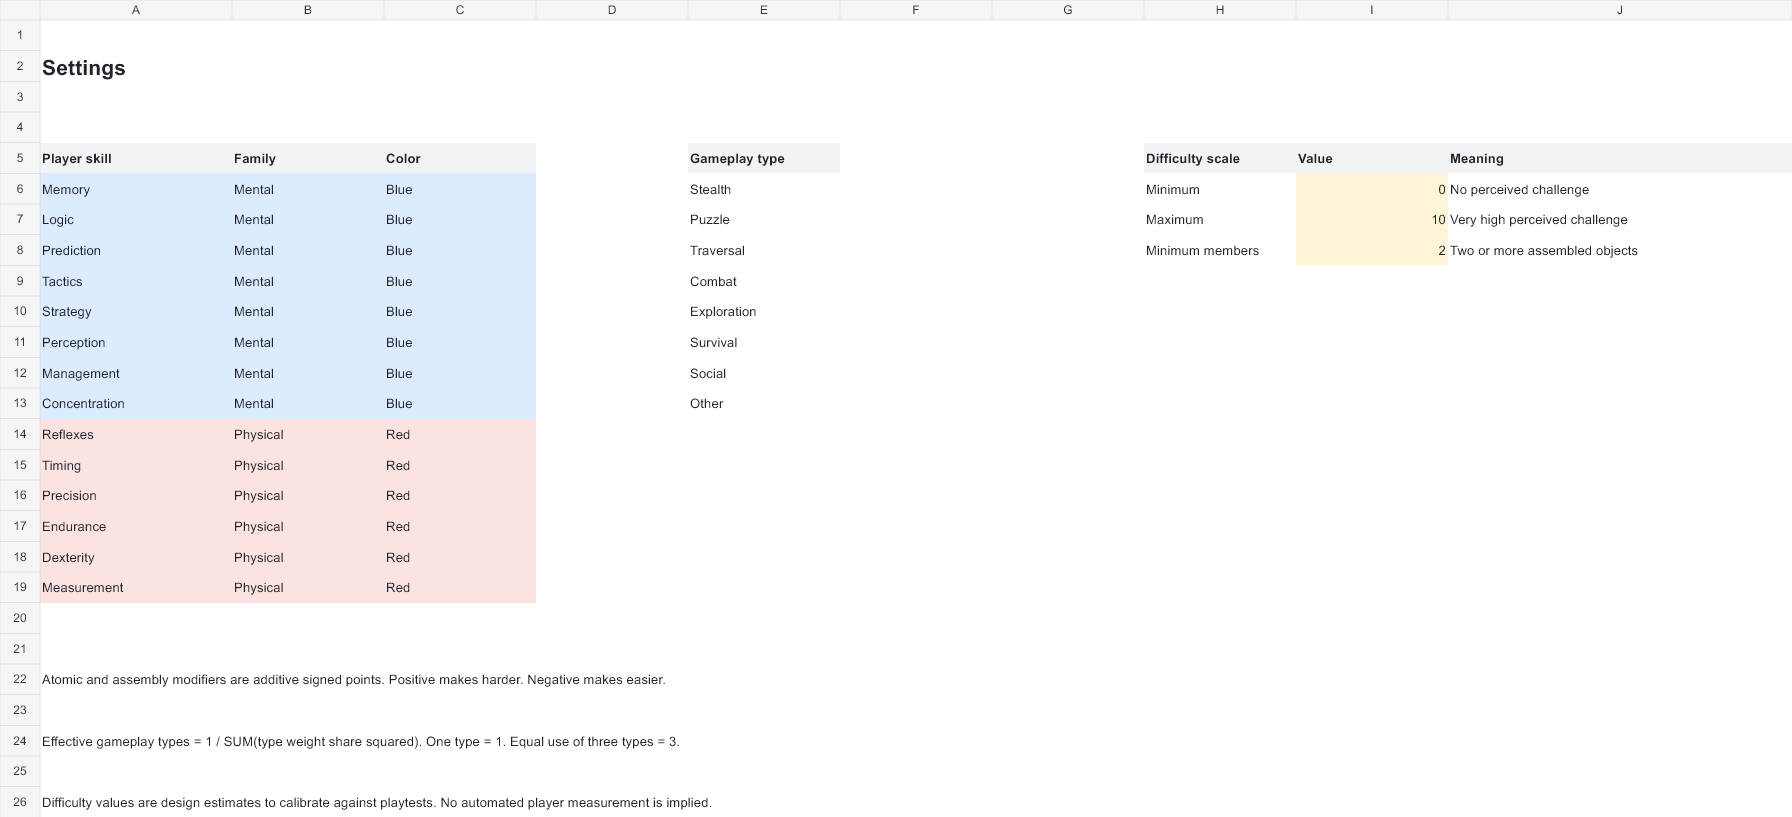 A B C D E F G H I J
1
2 Settings
3
4
5 Player skill Family Color Gameplay type Difficulty scale Value Meaning
6 Memory Mental Blue Stealth Minimum 0 No perceived challenge
7 Logic Mental Blue Puzzle Maximum 10 Very high perceived challenge
8 Prediction Mental Blue Traversal Minimum members 2 Two or more assembled objects
9 Tactics Mental Blue Combat
10 Strategy Mental Blue Exploration
11 Perception Mental Blue Survival
12 Management Mental Blue Social
13 Concentration Mental Blue Other
14 Reflexes Physical Red
15 Timing Physical Red
16 Precision Physical Red
17 Endurance Physical Red
18 Dexterity Physical Red
19 Measurement Physical Red
20
21
22 Atomic and assembly modifiers are additive signed points. Positive makes harder. Negative makes easier.
23
24 Effective gameplay types = 1 / SUM(type weight share squared). One type = 1. Equal use of three types = 3.
25
26 Difficulty values are design estimates to calibrate against playtests. No automated player measurement is implied.